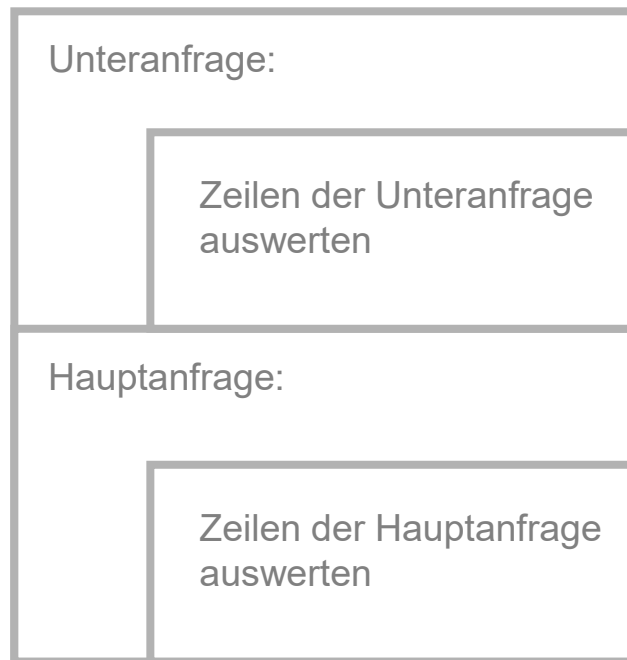 Unteranfrage:
Zeilen der Unteranfrage
auswerten
Hauptanfrage:
Zeilen der Hauptanfrage
auswerten